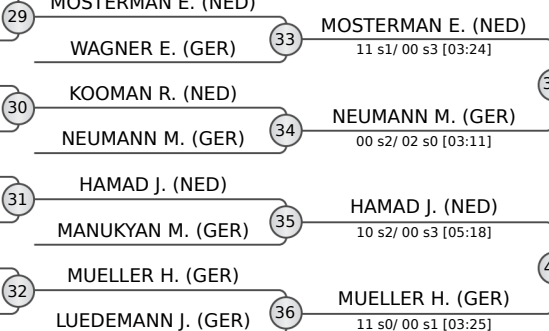 MOSTERMAN E. (NED)
29
WAGNER E. (GER)
33
MOSTERMAN E. (NED)
11 s1/ 00 s3 [03:24]
KOOMAN R. (NED)
30
NEUMANN M. (GER)
34
NEUMANN M. (GER)
00 s2/ 02 s0 [03:11]
HAMAD J. (NED)
31
MANUKYAN M. (GER)
35
HAMAD J. (NED)
10 s2/ 00 s3 [05:18]
MUELLER H. (GER)
32
LUEDEMANN J. (GER)
36
MUELLER H. (GER)
11 s0/ 00 s1 [03:25]